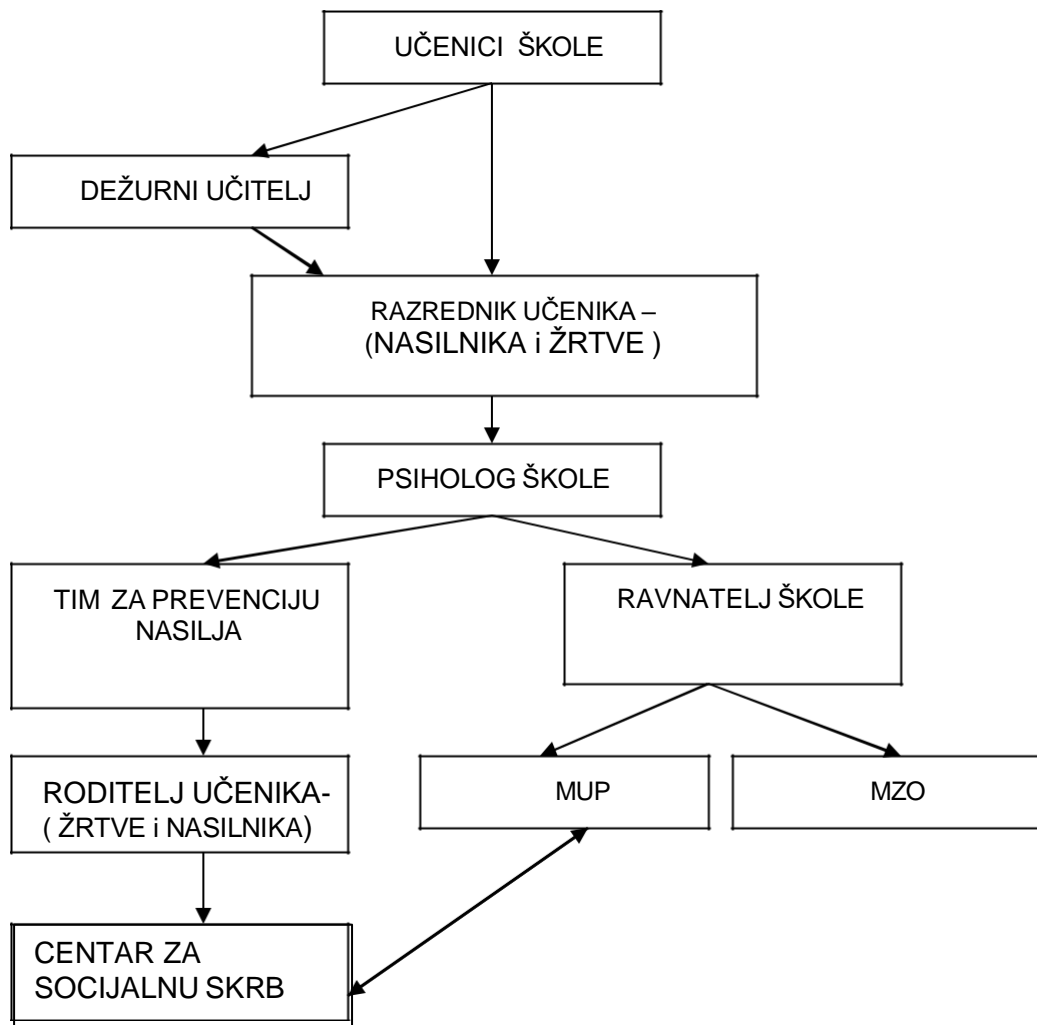 UČENICI ŠKOLE
DEŽURNI UČITELJ
RAZREDNIK UČENIKA –
(NASILNIKA i ŽRTVE )
PSIHOLOG ŠKOLE
TIM ZA PREVENCIJU
NASILJA
RAVNATELJ ŠKOLE
RODITELJ UČENIKA-
( ŽRTVE i NASILNIKA)
MUP
MZO
CENTAR ZA
SOCIJALNU SKRB